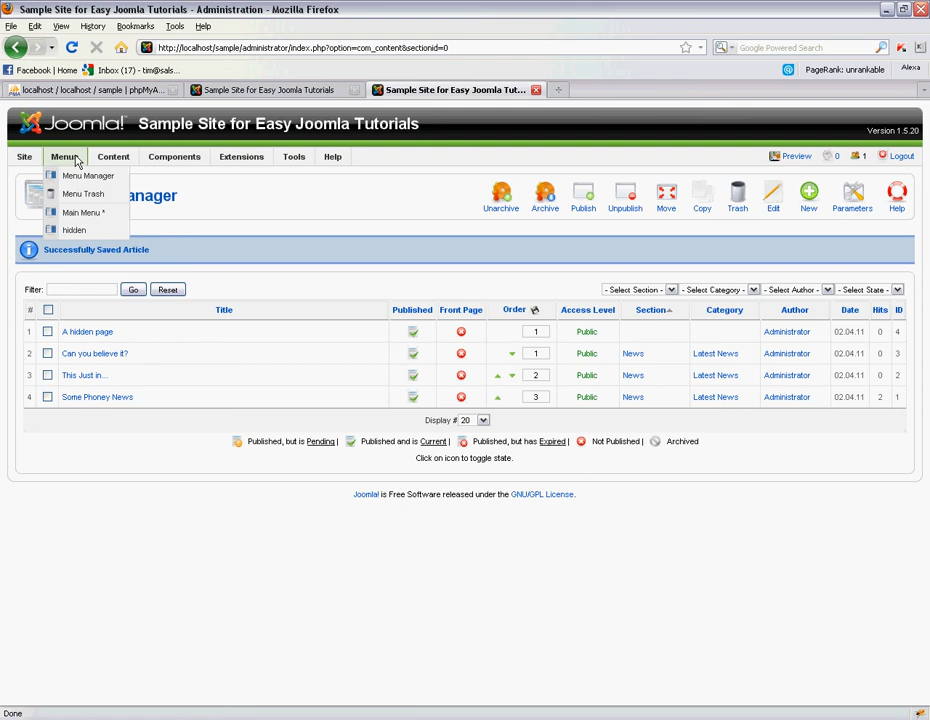 Sample Site for Easy Joomla Tutorials - Administration - Mozilla Firefox
File Edit View History Bookmarks Tools Help
http://localhost/sample/administrator/index.php?option=com_content&sectionid=0
Google Powered Search
Facebook | Home Inbox (17) - tim@sals... PageRank: unrankable Alexa
localhost / localhost / sample | phpMyA... Sample Site for Easy Joomla Tutorials Sample Site for Easy Joomla Tut...
Joomla! Sample Site for Easy Joomla Tutorials
Version 1.5.20
Site Menus Content Components Extensions Tools Help Preview 0 1 Logout
Menu Manager
Menu Trash
Main Menu *
hidden
anager
Unarchive Archive Publish Unpublish Move Copy Trash Edit New Parameters Help
Successfully Saved Article
Filter: Go Reset - Select Section - - Select Category - - Select Author - - Select State -
# Title Published Front Page Order Access Level Section Category Author Date Hits ID
1 A hidden page 1 Public Administrator 02.04.11 0 4
2 Can you believe it? 1 Public News Latest News Administrator 02.04.11 0 3
3 This Just in... 2 Public News Latest News Administrator 02.04.11 0 2
4 Some Phoney News 3 Public News Latest News Administrator 02.04.11 2 1
Display # 20
Published, but is Pending | Published and is Current | Published, but has Expired | Not Published | Archived
Click on icon to toggle state.
Joomla! is Free Software released under the GNU/GPL License.
Done